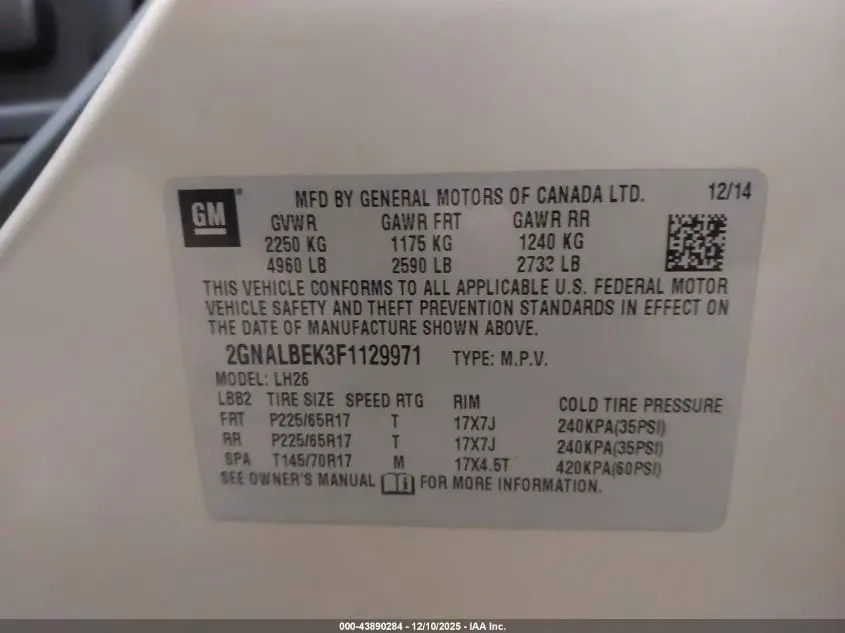 GM® MFD BY GENERAL MOTORS OF CANADA LTD. 12/14
GVWR GAWR FRT GAWR RR
2250 KG 1175 KG 1240 KG
4960 LB 2590 LB 2733 LB
THIS VEHICLE CONFORMS TO ALL APPLICABLE U.S. FEDERAL MOTOR
VEHICLE SAFETY AND THEFT PREVENTION STANDARDS IN EFFECT ON
THE DATE OF MANUFACTURE SHOWN ABOVE.
2GNALBEK3F1129971 TYPE: M.P.V.
MODEL: LH26
LBB2 TIRE SIZE SPEED RTG RIM COLD TIRE PRESSURE
FRT P225/65R17 T 17X7J 240KPA(35PSI)
RR P225/65R17 T 17X7J 240KPA(35PSI)
SPA T145/70R17 M 17X4.5T 420KPA(60PSI)
SEE OWNER'S MANUAL FOR MORE INFORMATION.
000-43890284 - 12/10/2025 - IAA Inc.